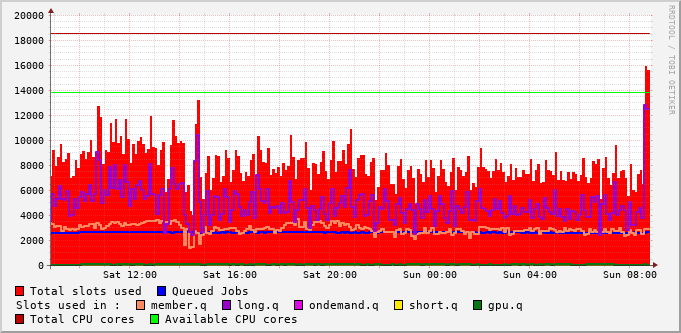 20000
18000
16000
14000
12000
10000
8000
6000
4000
2000
0
Sat 12:00 Sat 16:00 Sat 20:00 Sun 00:00 Sun 04:00 Sun 08:00
Total slots used Queued Jobs
Slots used in : member.q long.q ondemand.q short.q gpu.q
Total CPU cores Available CPU cores
RRDTOOL / TOBI OETIKER